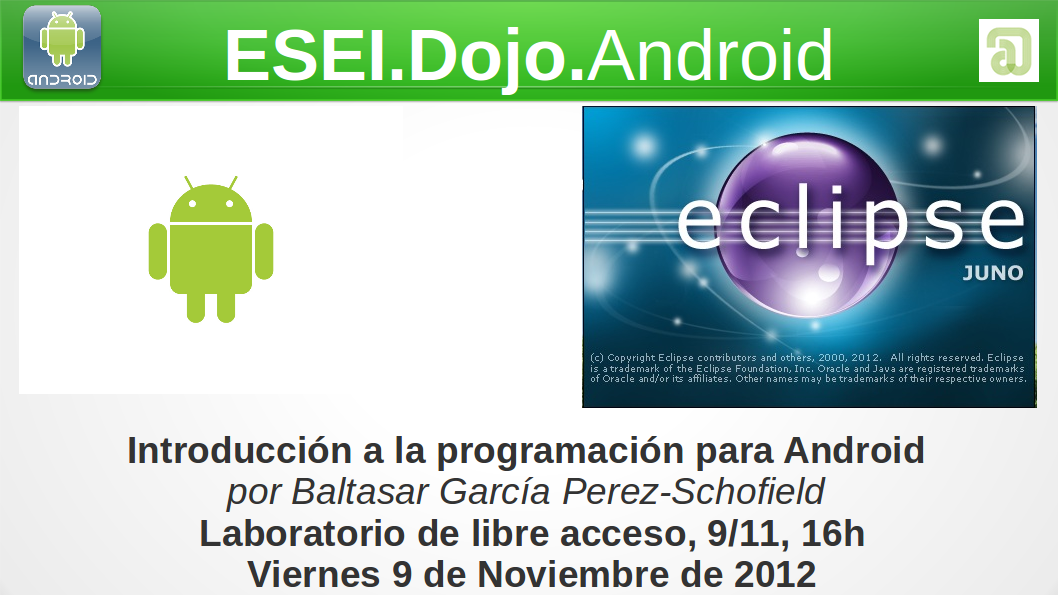 ANDROID
ESEI.Dojo.Android
eclipse
JUNO
(c) Copyright Eclipse contributors and others, 2000, 2012. All rights reserved. Eclipse
is a trademark of the Eclipse Foundation, Inc. Oracle and Java are registered trademarks
of Oracle and/or its affiliates. Other names may be trademarks of their respective owners.
Introducción a la programación para Android
por Baltasar García Perez-Schofield
Laboratorio de libre acceso, 9/11, 16h
Viernes 9 de Noviembre de 2012